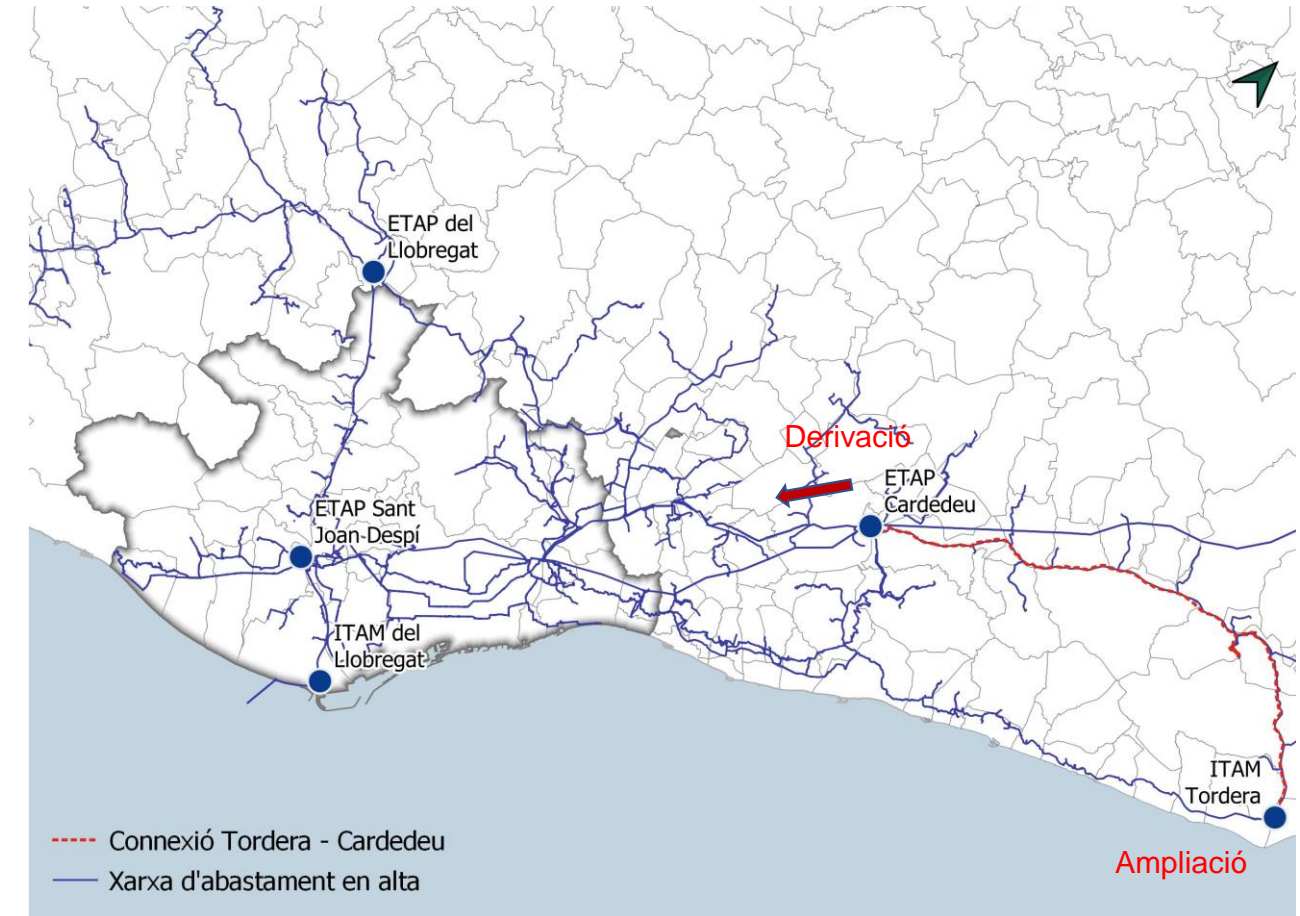 ETAP del
Llobregat
Derivació
ETAP
Cardedeu
ETAP Sant
Joan Despí
ITAM del
Llobregat
ITAM
Tordera
Ampliació
Connexió Tordera - Cardedeu
Xarxa d'abastament en alta